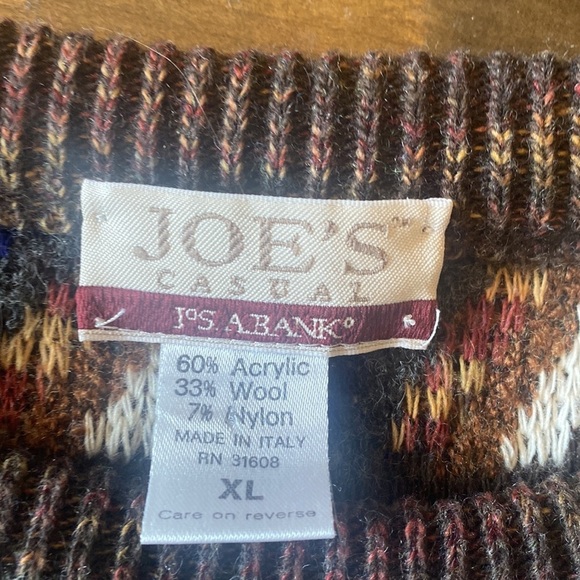 JOE'S
CASUAL
JoS.A.BANK
60% Acrylic
33% Wool
7% Nylon
MADE IN ITALY
RN 31608
XL
Care on reverse